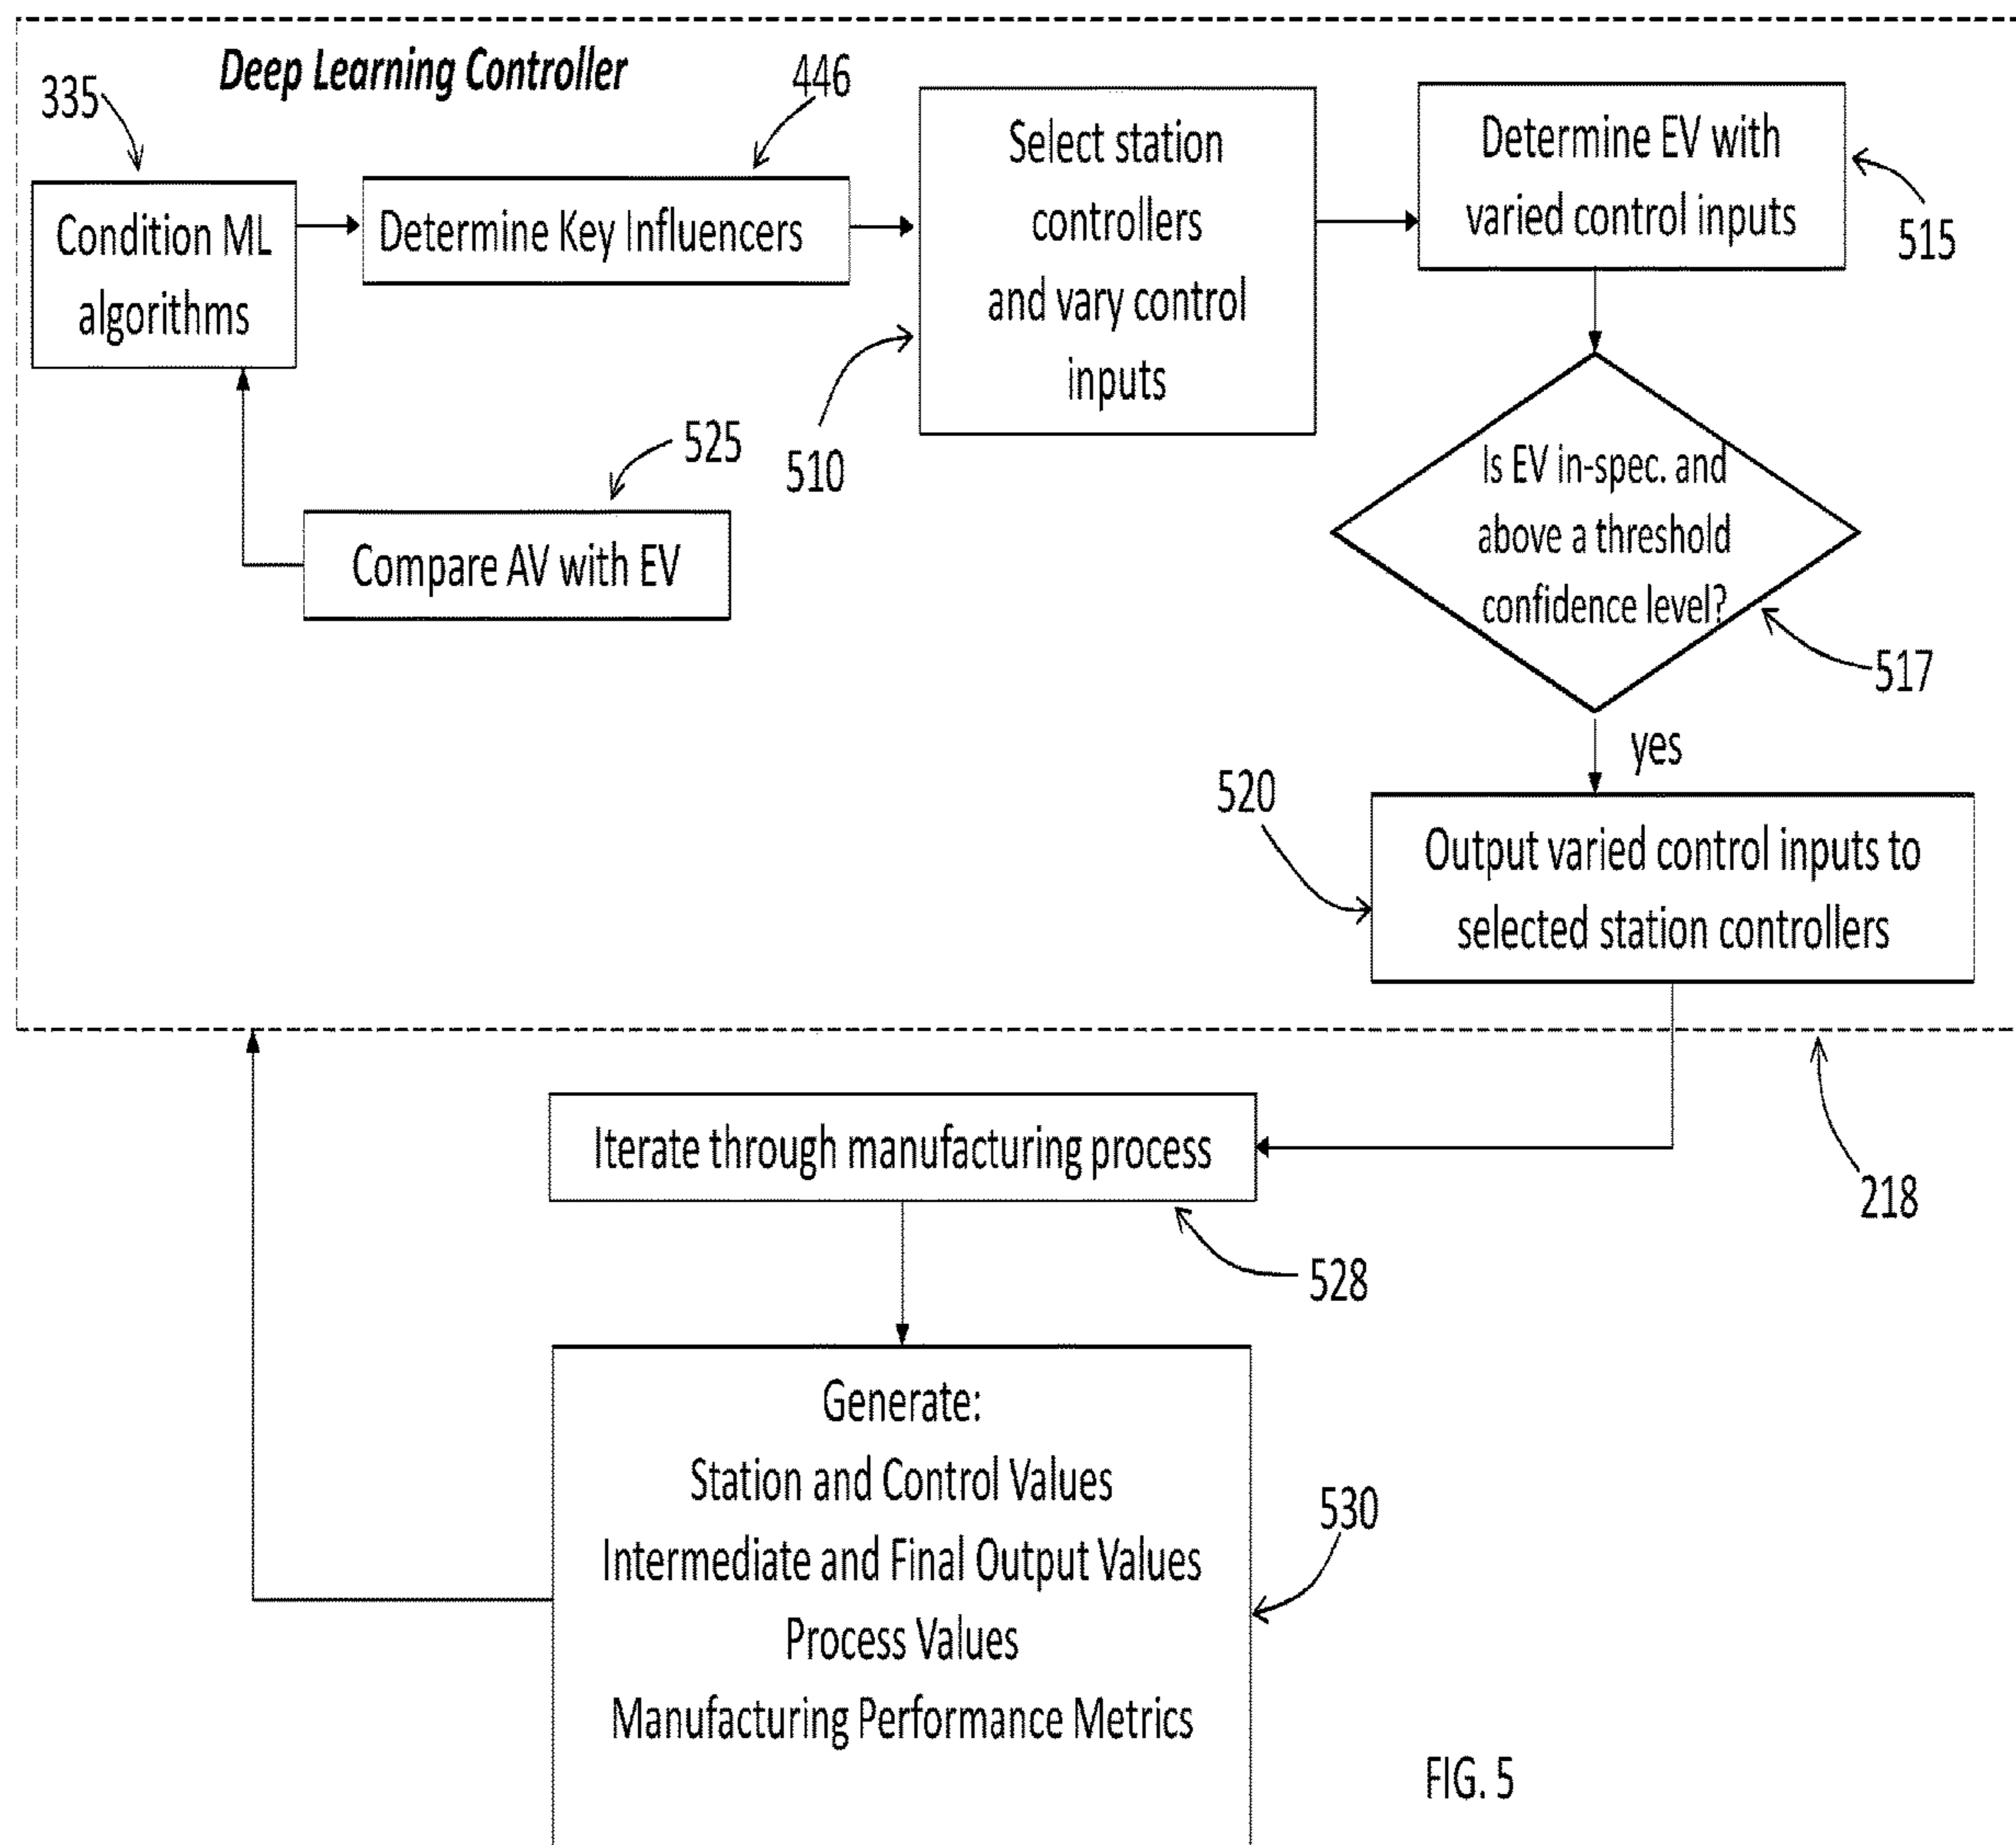 Deep Learning Controller
335
446
Condition ML
algorithms
Determine Key Influencers
Select station
controllers
and vary control
inputs
510
Determine EV with
varied control inputs
515
525
Compare AV with EV
Is EV in-spec. and
above a threshold
confidence level?
517
yes
520
Output varied control inputs to
selected station controllers
218
Iterate through manufacturing process
528
Generate:
Station and Control Values
Intermediate and Final Output Values
Process Values
Manufacturing Performance Metrics
530
FIG. 5